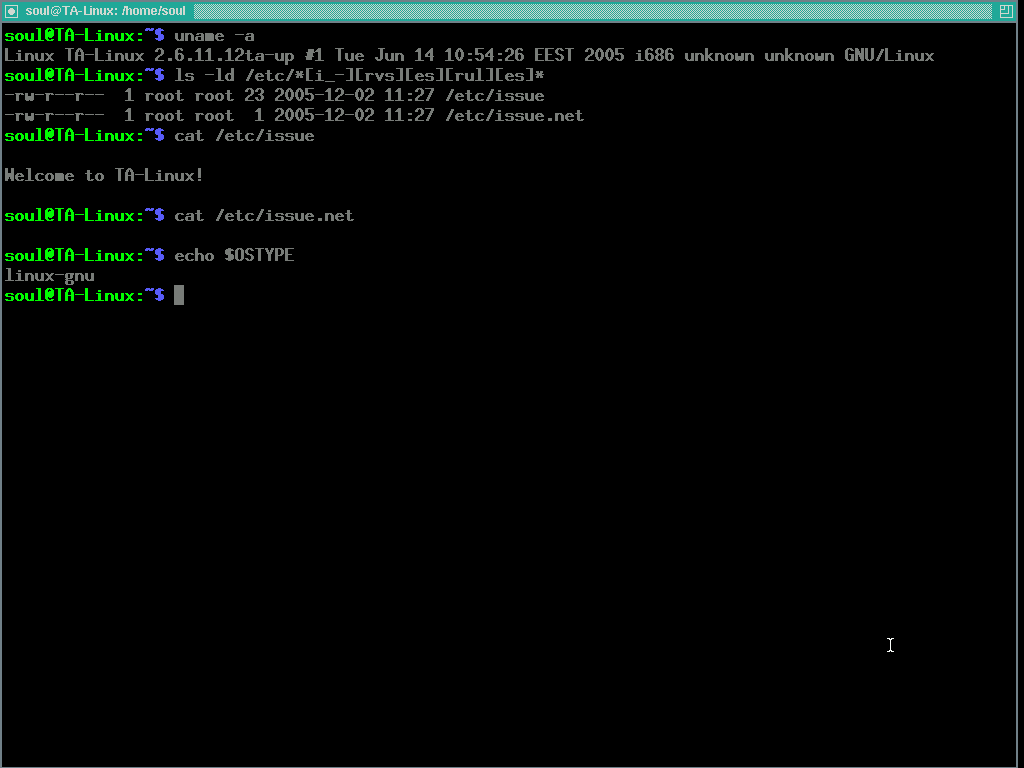 soul@TA-Linux: /home/soul
soul@TA-Linux:~$ uname -a
Linux TA-Linux 2.6.11.12ta-up #1 Tue Jun 14 10:54:26 EEST 2005 i686 unknown unknown GNU/Linux
soul@TA-Linux:~$ ls -ld /etc/*[i_-][rvs][es][rul][es]*
-rw-r--r--  1 root root 23 2005-12-02 11:27 /etc/issue
-rw-r--r--  1 root root  1 2005-12-02 11:27 /etc/issue.net
soul@TA-Linux:~$ cat /etc/issue
Welcome to TA-Linux!
soul@TA-Linux:~$ cat /etc/issue.net
soul@TA-Linux:~$ echo $OSTYPE
linux-gnu
soul@TA-Linux:~$